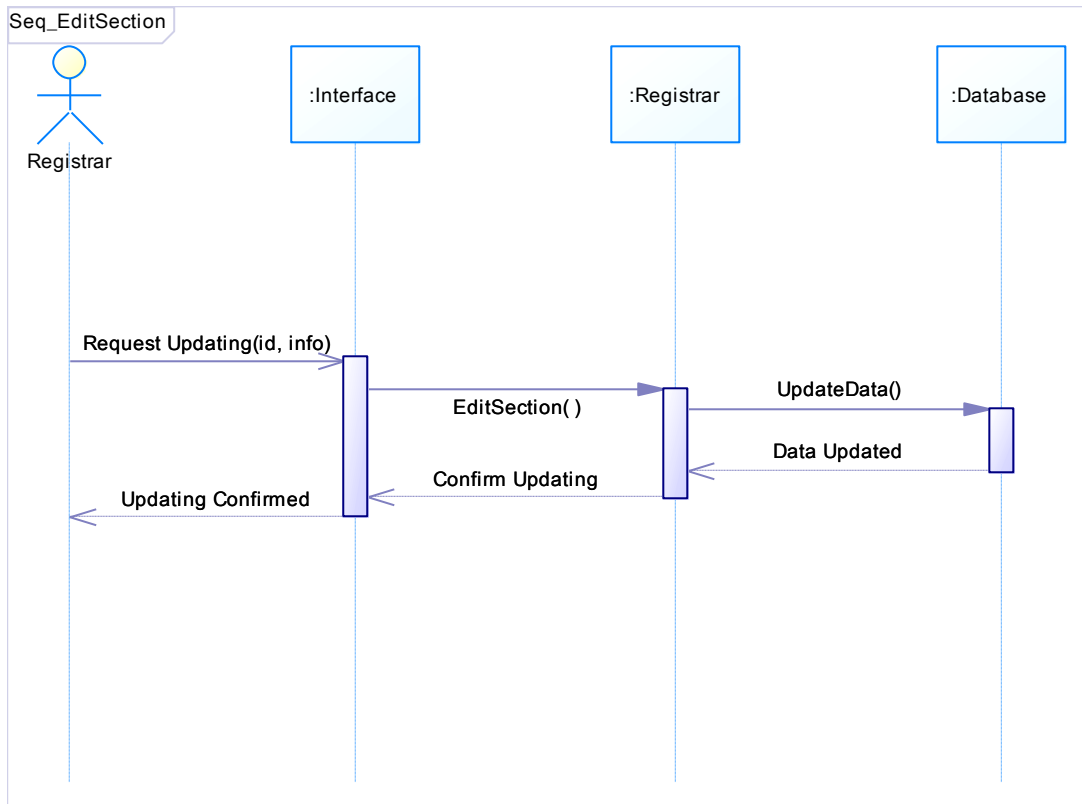 Seq_EditSection
:Interface
:Registrar
:Database
Registrar
Request Updating(id, info)
EditSection( )
UpdateData()
Data Updated
Confirm Updating
Updating Confirmed